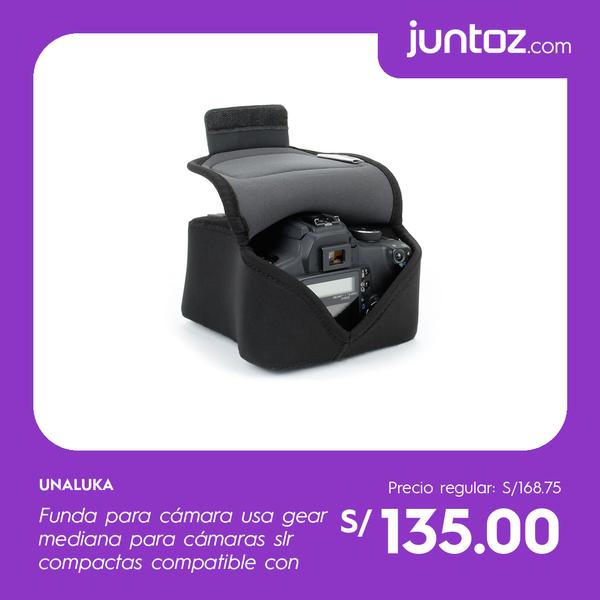 juntoz.com
UNALUKA
Funda para cámara usa gear
mediana para cámaras slr
compactas compatible con
Precio regular: S/168.75
S/135.00